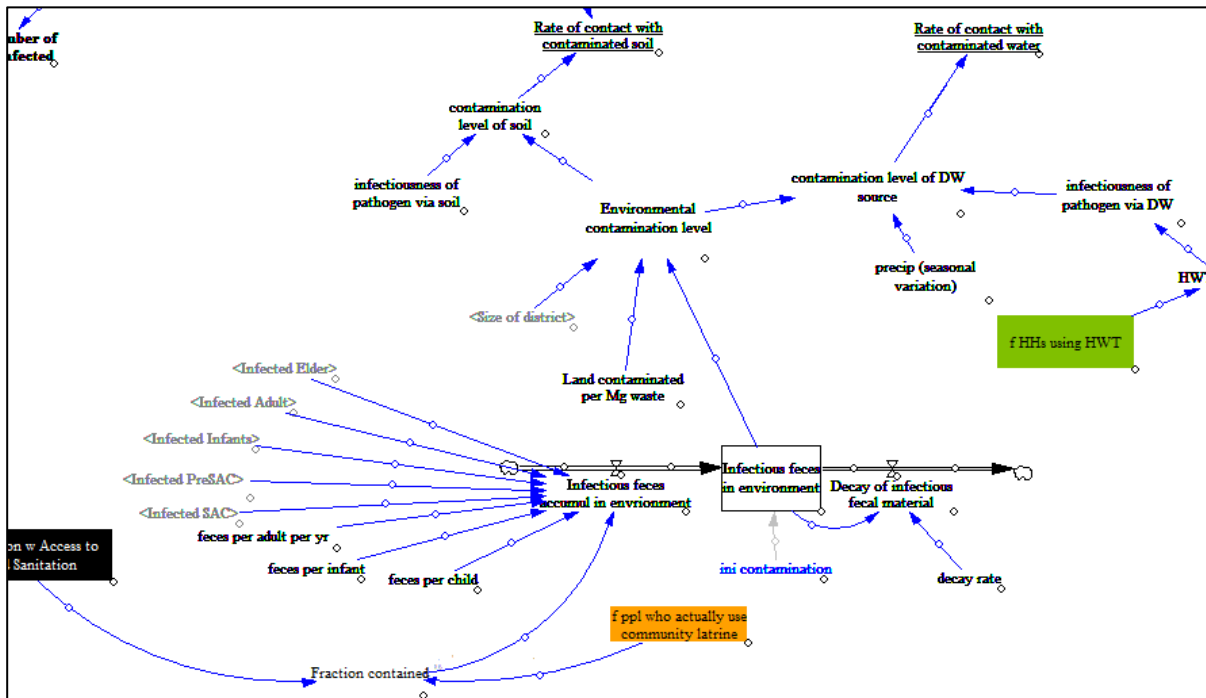 Rate of contact with
contaminated soil
Rate of contact with
contaminated water
contamination
level of soil
infectiousness of
pathogen via soil
Environmental
contamination level
contamination level of DW
source
infectiousness of
pathogen via DW
precip (seasonal
variation)
HWT
f HHs using HWT
<Size of district>
Land contaminated
per Mg waste
<Infected Elder>
<Infected Adult>
<Infected Infants>
<Infected PreSAC>
<Infected SAC>
feces per adult per yr
feces per infant
feces per child
Infectious feces
accumul in envrionment
Infectious feces
in environment
Decay of infectious
fecal material
ini contamination
decay rate
on w Access to
Sanitation
f ppl who actually use
community latrine
Fraction contained